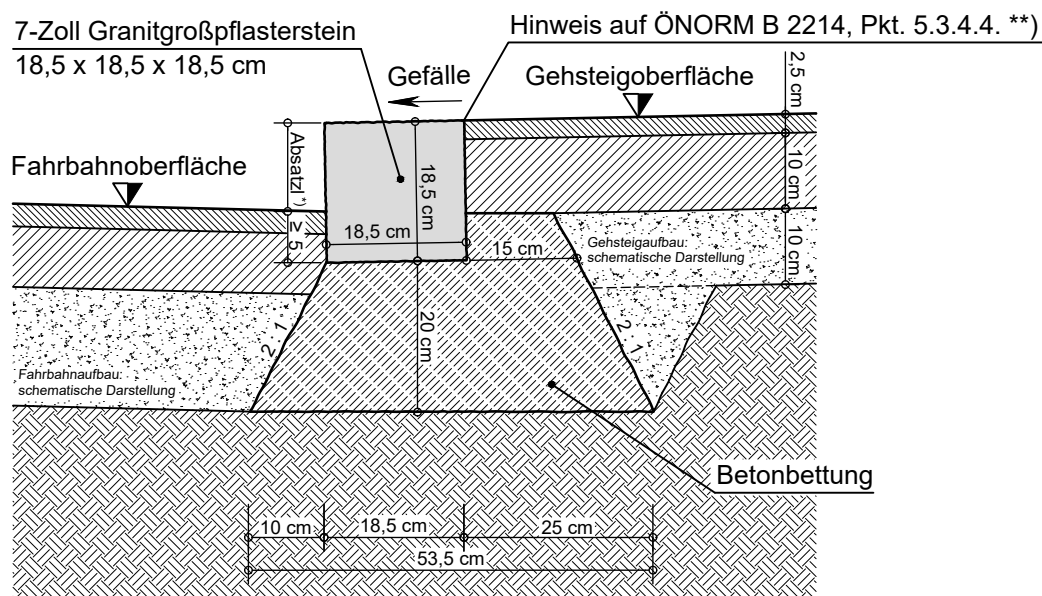 7-Zoll Granitgroßpflasterstein
18,5 x 18,5 x 18,5 cm
Hinweis auf ÖNORM B 2214, Pkt. 5.3.4.4. **)
Gefälle
Gehsteigoberfläche
2,5 cm
Fahrbahnoberfläche
Absatzl *)
≥ 5
18,5 cm
18,5 cm
10 cm
10 cm
15 cm
Gehsteigaufbau:
schematische Darstellung
20 cm
2
1
2
1
Fahrbahnaufbau:
schematische Darstellung
Betonbettung
10 cm
18,5 cm
25 cm
53,5 cm